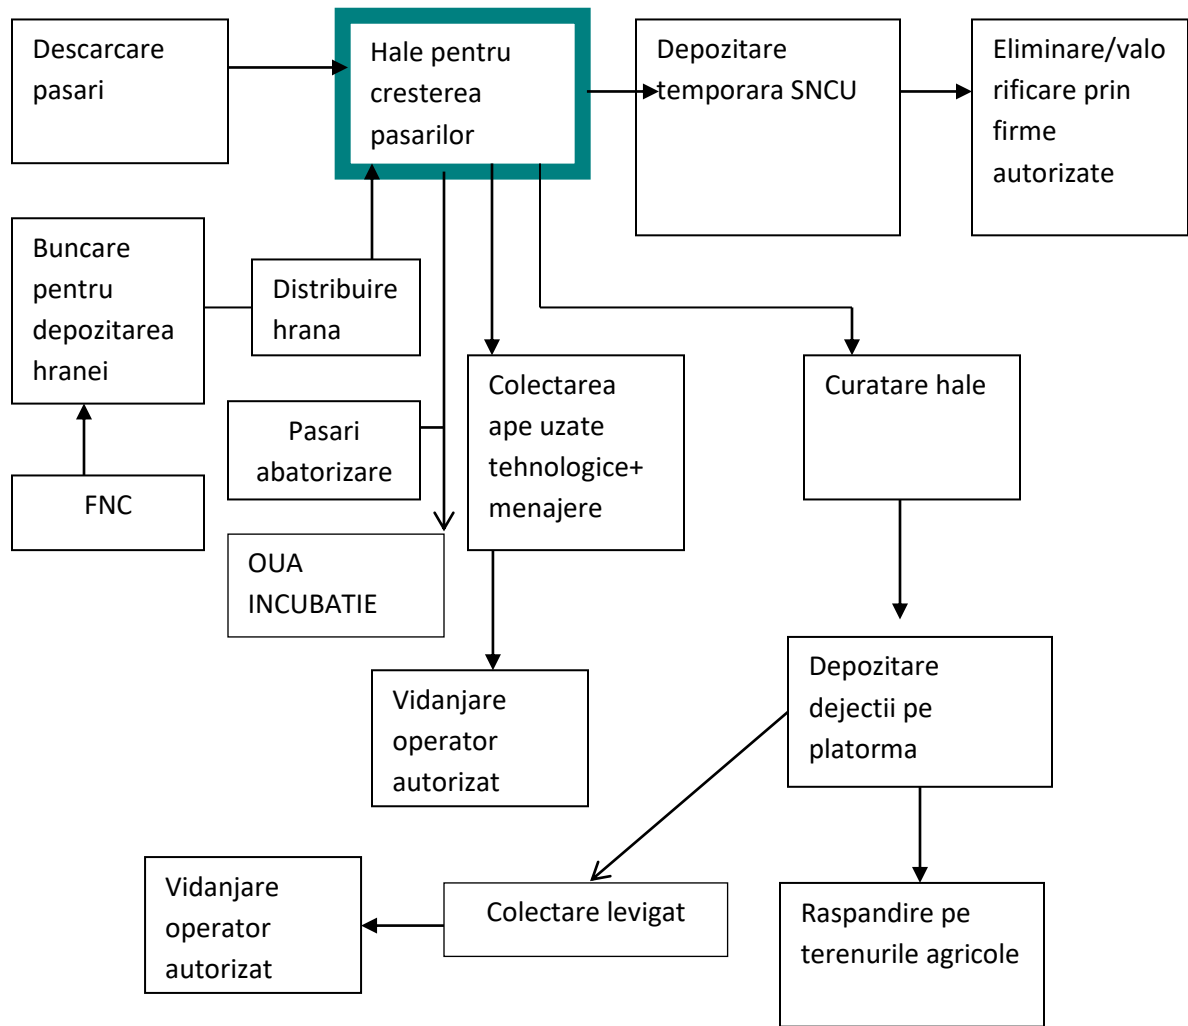 Descarcare
pasari
Hale pentru
cresterea
pasarilor
Depozitare
temporara SNCU
Eliminare/valo
rificare prin
firme
autorizate
Buncare
pentru
depozitarea
hranei
Distribuire
hrana
Colectarea
ape uzate
tehnologice+
menajere
Curatare hale
Pasari
abatorizare
FNC
OUA
INCUBATIE
Vidanjare
operator
autorizat
Depozitare
dejectii pe
platorma
Vidanjare
operator
autorizat
Colectare levigat
Raspandire pe
terenurile agricole